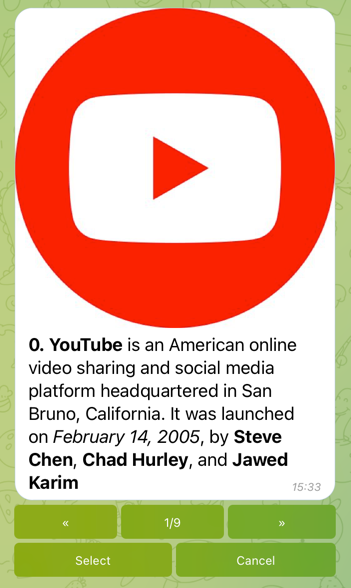 0. YouTube is an American online
video sharing and social media
platform headquartered in San
Bruno, California. It was launched
on February 14, 2005, by Steve
Chen, Chad Hurley, and Jawed
Karim
15:33
« 1/9 »
Select Cancel